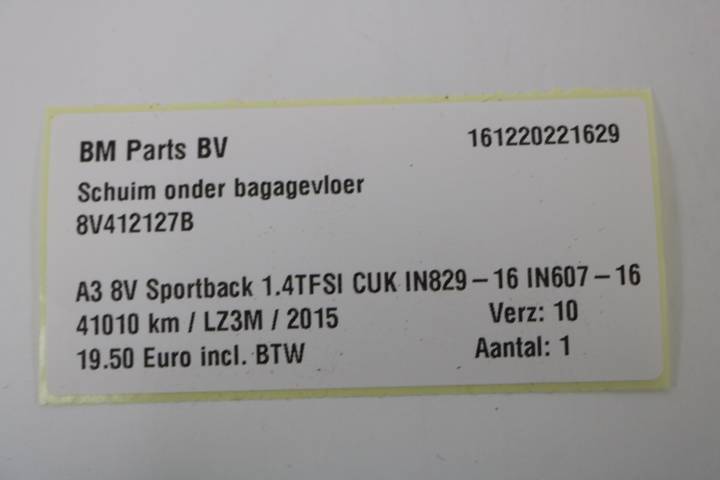 BM Parts BV 161220221629
Schuim onder bagagevloer
8V412127B
A3 8V Sportback 1.4TFSI CUK IN829-16 IN607-16
41010 km / LZ3M / 2015 Verz: 10
19.50 Euro incl. BTW Aantal: 1